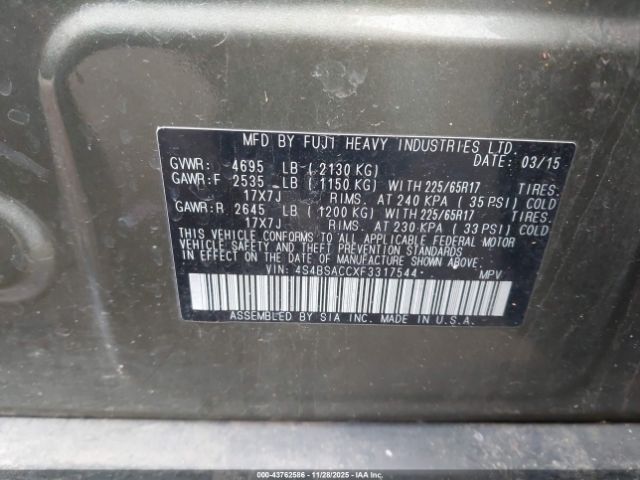 MFD BY FUJI HEAVY INDUSTRIES LTD.
GVWR: 4695 LB (2130 KG) DATE: 03/15
GAWR:F 2535 LB (1150 KG) WITH 225/65R17 TIRES.
17X7J RIMS. AT 240 KPA (35 PSI) COLD
GAWR:R 2645 LB (1200 KG) WITH 225/65R17 TIRES.
17X7J RIMS. AT 230 KPA (33 PSI) COLD
THIS VEHICLE CONFORMS TO ALL APPLICABLE FEDERAL MOTOR
VEHICLE SAFETY AND THEFT PREVENTION STANDARDS
IN EFFECT ON THE DATE
OF MANUFACTURE SHOWN ABOVE.
VIN: 4S4BSACCXF3317544 MPV
ASSEMBLED BY SIA INC. MADE IN U.S.A.
000-43762586 | 11/28/2025 | IAAI.COM